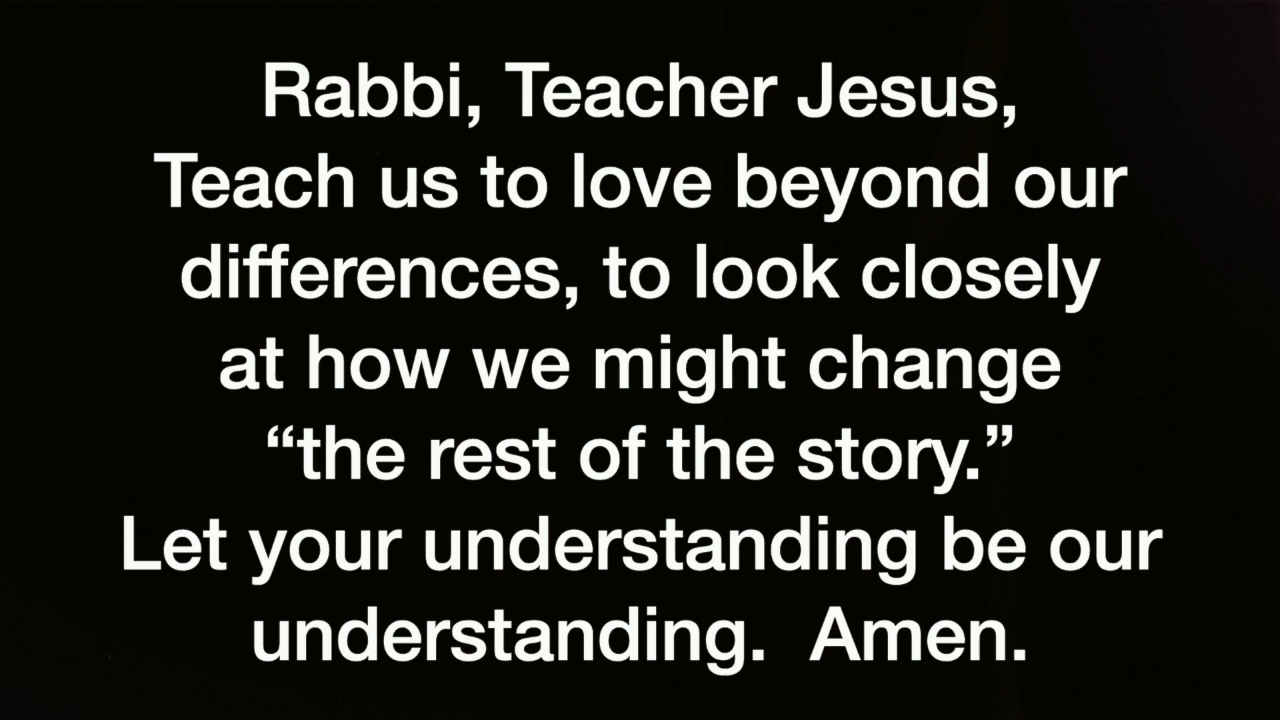 Rabbi, Teacher Jesus,
Teach us to love beyond our
differences, to look closely
at how we might change
“the rest of the story.”
Let your understanding be our
understanding.  Amen.